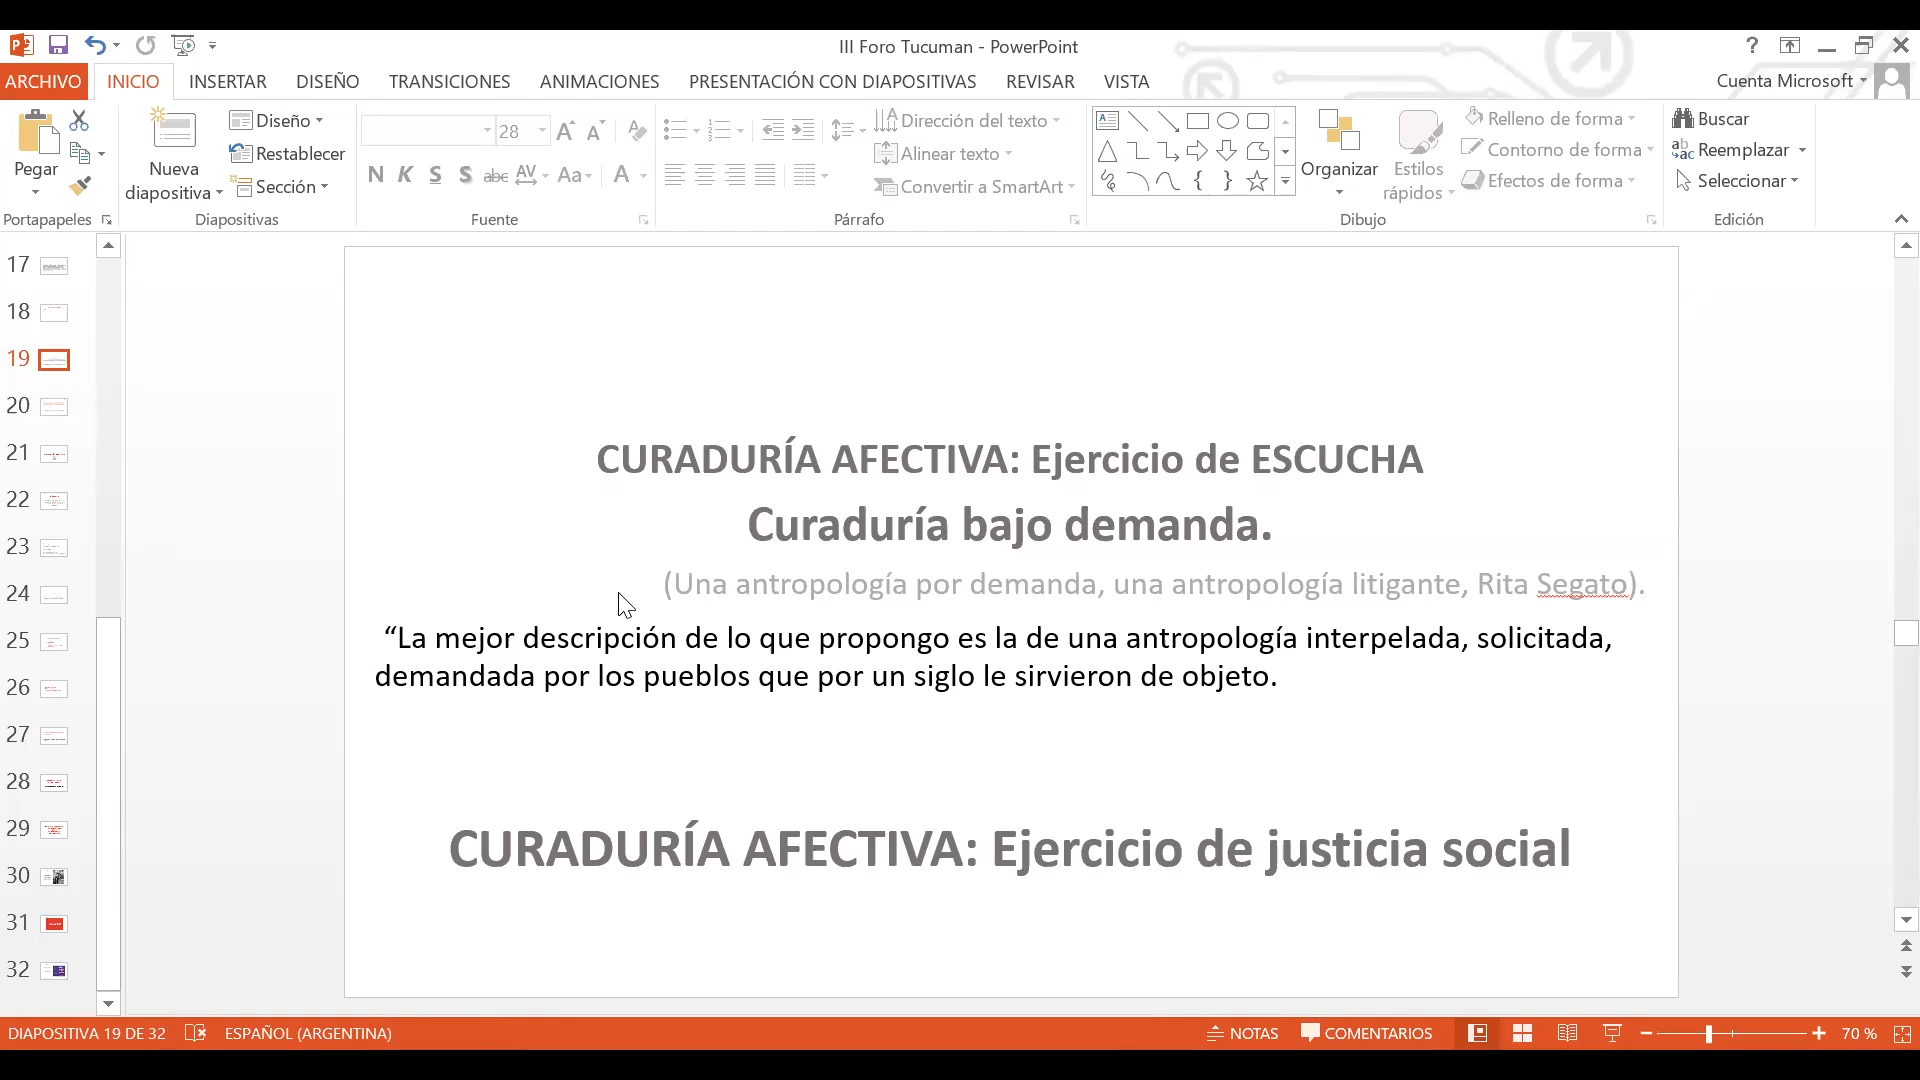 III Foro Tucuman - PowerPoint
ARCHIVO INICIO INSERTAR DISEÑO TRANSICIONES ANIMACIONES PRESENTACIÓN CON DIAPOSITIVAS REVISAR VISTA Cuenta Microsoft
Pegar
Portapapeles
Nueva
diapositiva
Diseño
Restablecer
Sección
Diapositivas
28
N K S S abc AV Aa A
Fuente
Dirección del texto
Alinear texto
Convertir a SmartArt
Párrafo
Organizar
Estilos
rápidos
Relleno de forma
Contorno de forma
Efectos de forma
Dibujo
Buscar
Reemplazar
Seleccionar
Edición
17
18
19
20
21
22
23
24
25
26
27
28
29
30
31
32
CURADURÍA AFECTIVA: Ejercicio de ESCUCHA
Curaduría bajo demanda.
(Una antropología por demanda, una antropología litigante, Rita Segato).
“La mejor descripción de lo que propongo es la de una antropología interpelada, solicitada,
demandada por los pueblos que por un siglo le sirvieron de objeto.
CURADURÍA AFECTIVA: Ejercicio de justicia social
DIAPOSITIVA 19 DE 32 ESPAÑOL (ARGENTINA) NOTAS COMENTARIOS 70 %